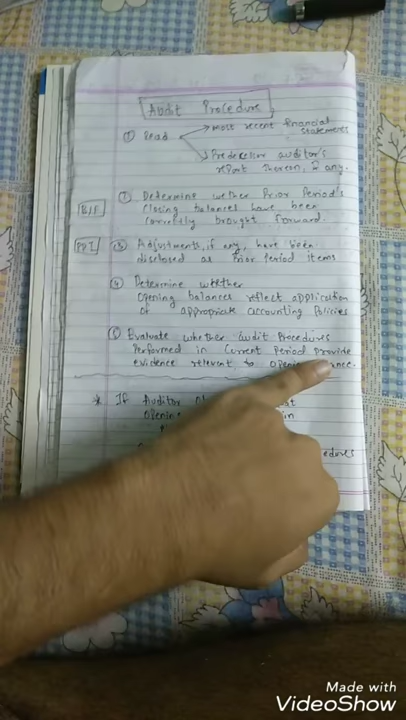 Audit Procedure
① Read
most recent financial statements
Predecessor auditor's
report thereon, if any.
② Determine wether Prior Period's
B/F
closing balances have been
correctly brought forward.
PPI
③ Adjustments, if any, have been
disclosed as Prior period items
④ Determine whether
Opening balances reflect application
of appropriate accounting Policies
⑤ Evaluate whether audit Procedures
Performed in current Period provide
evidence relevant to
* If Auditor
Made with
VideoShow